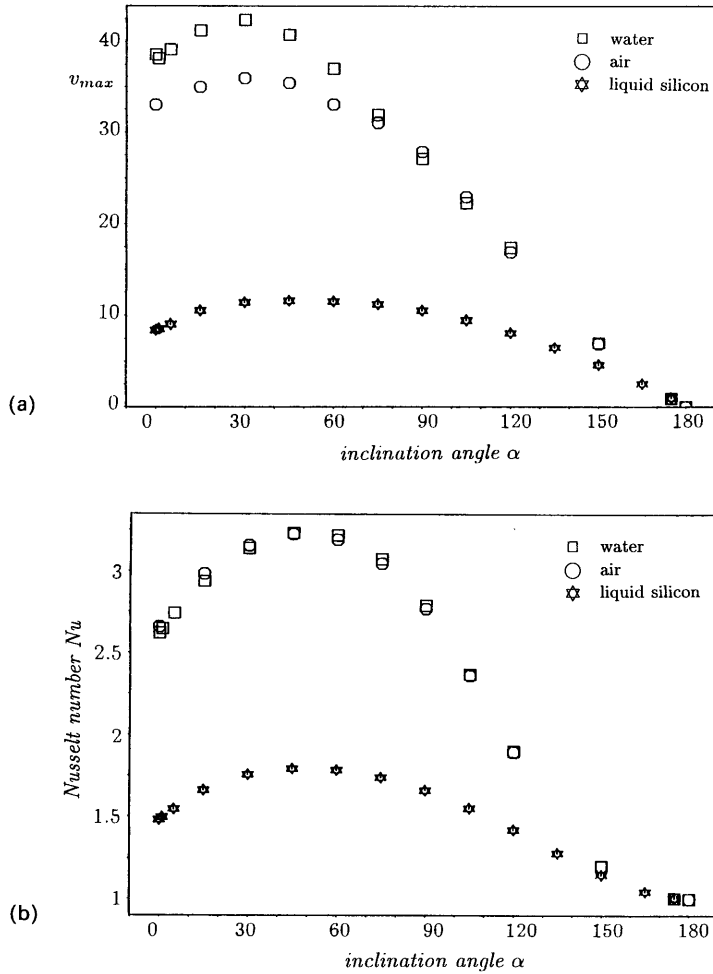 40
v_max
30
20
10
0
□ water
○ air
✡ liquid silicon
0 30 60 90 120 150 180
inclination angle α
(a)
3
2.5
2
1.5
1
Nusselt number Nu
□ water
○ air
✡ liquid silicon
0 30 60 90 120 150 180
inclination angle α
(b)